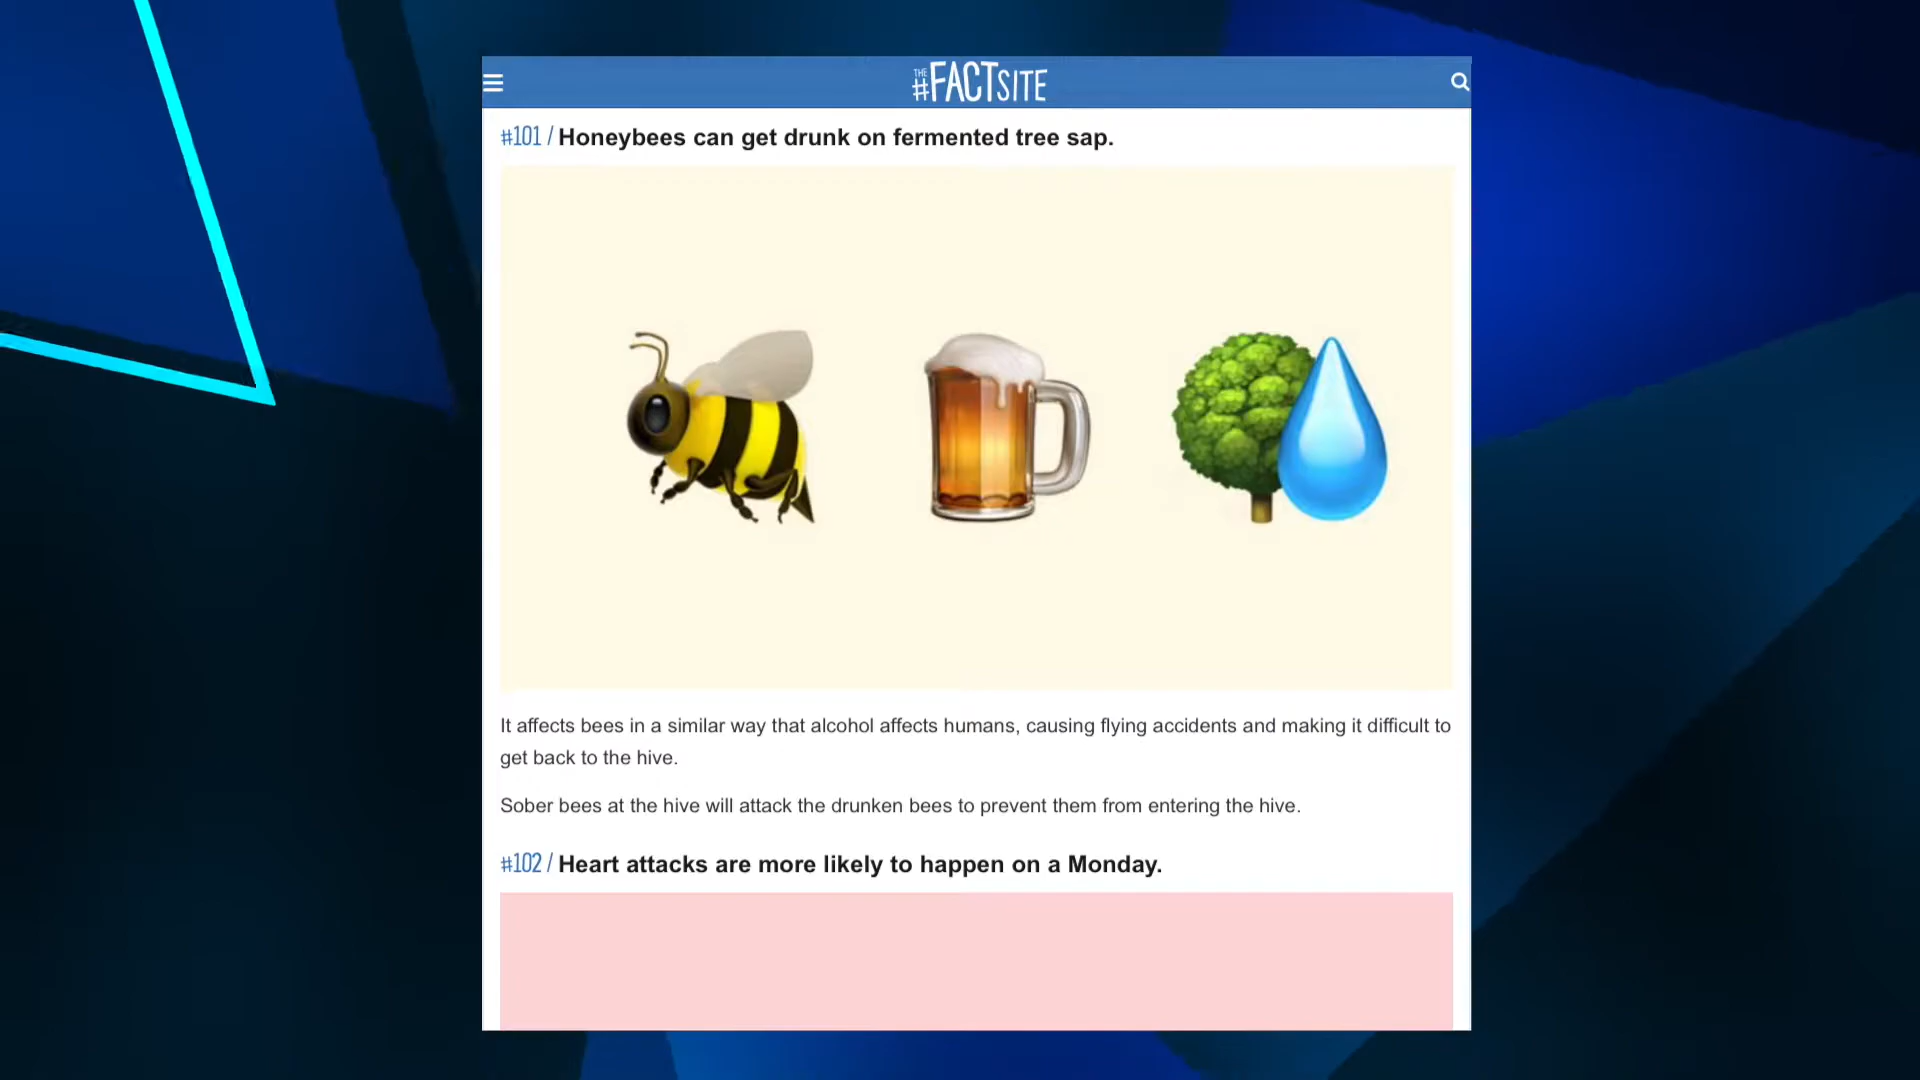 THE #FACTSITE
#101 / Honeybees can get drunk on fermented tree sap.
It affects bees in a similar way that alcohol affects humans, causing flying accidents and making it difficult to
get back to the hive.
Sober bees at the hive will attack the drunken bees to prevent them from entering the hive.
#102 / Heart attacks are more likely to happen on a Monday.